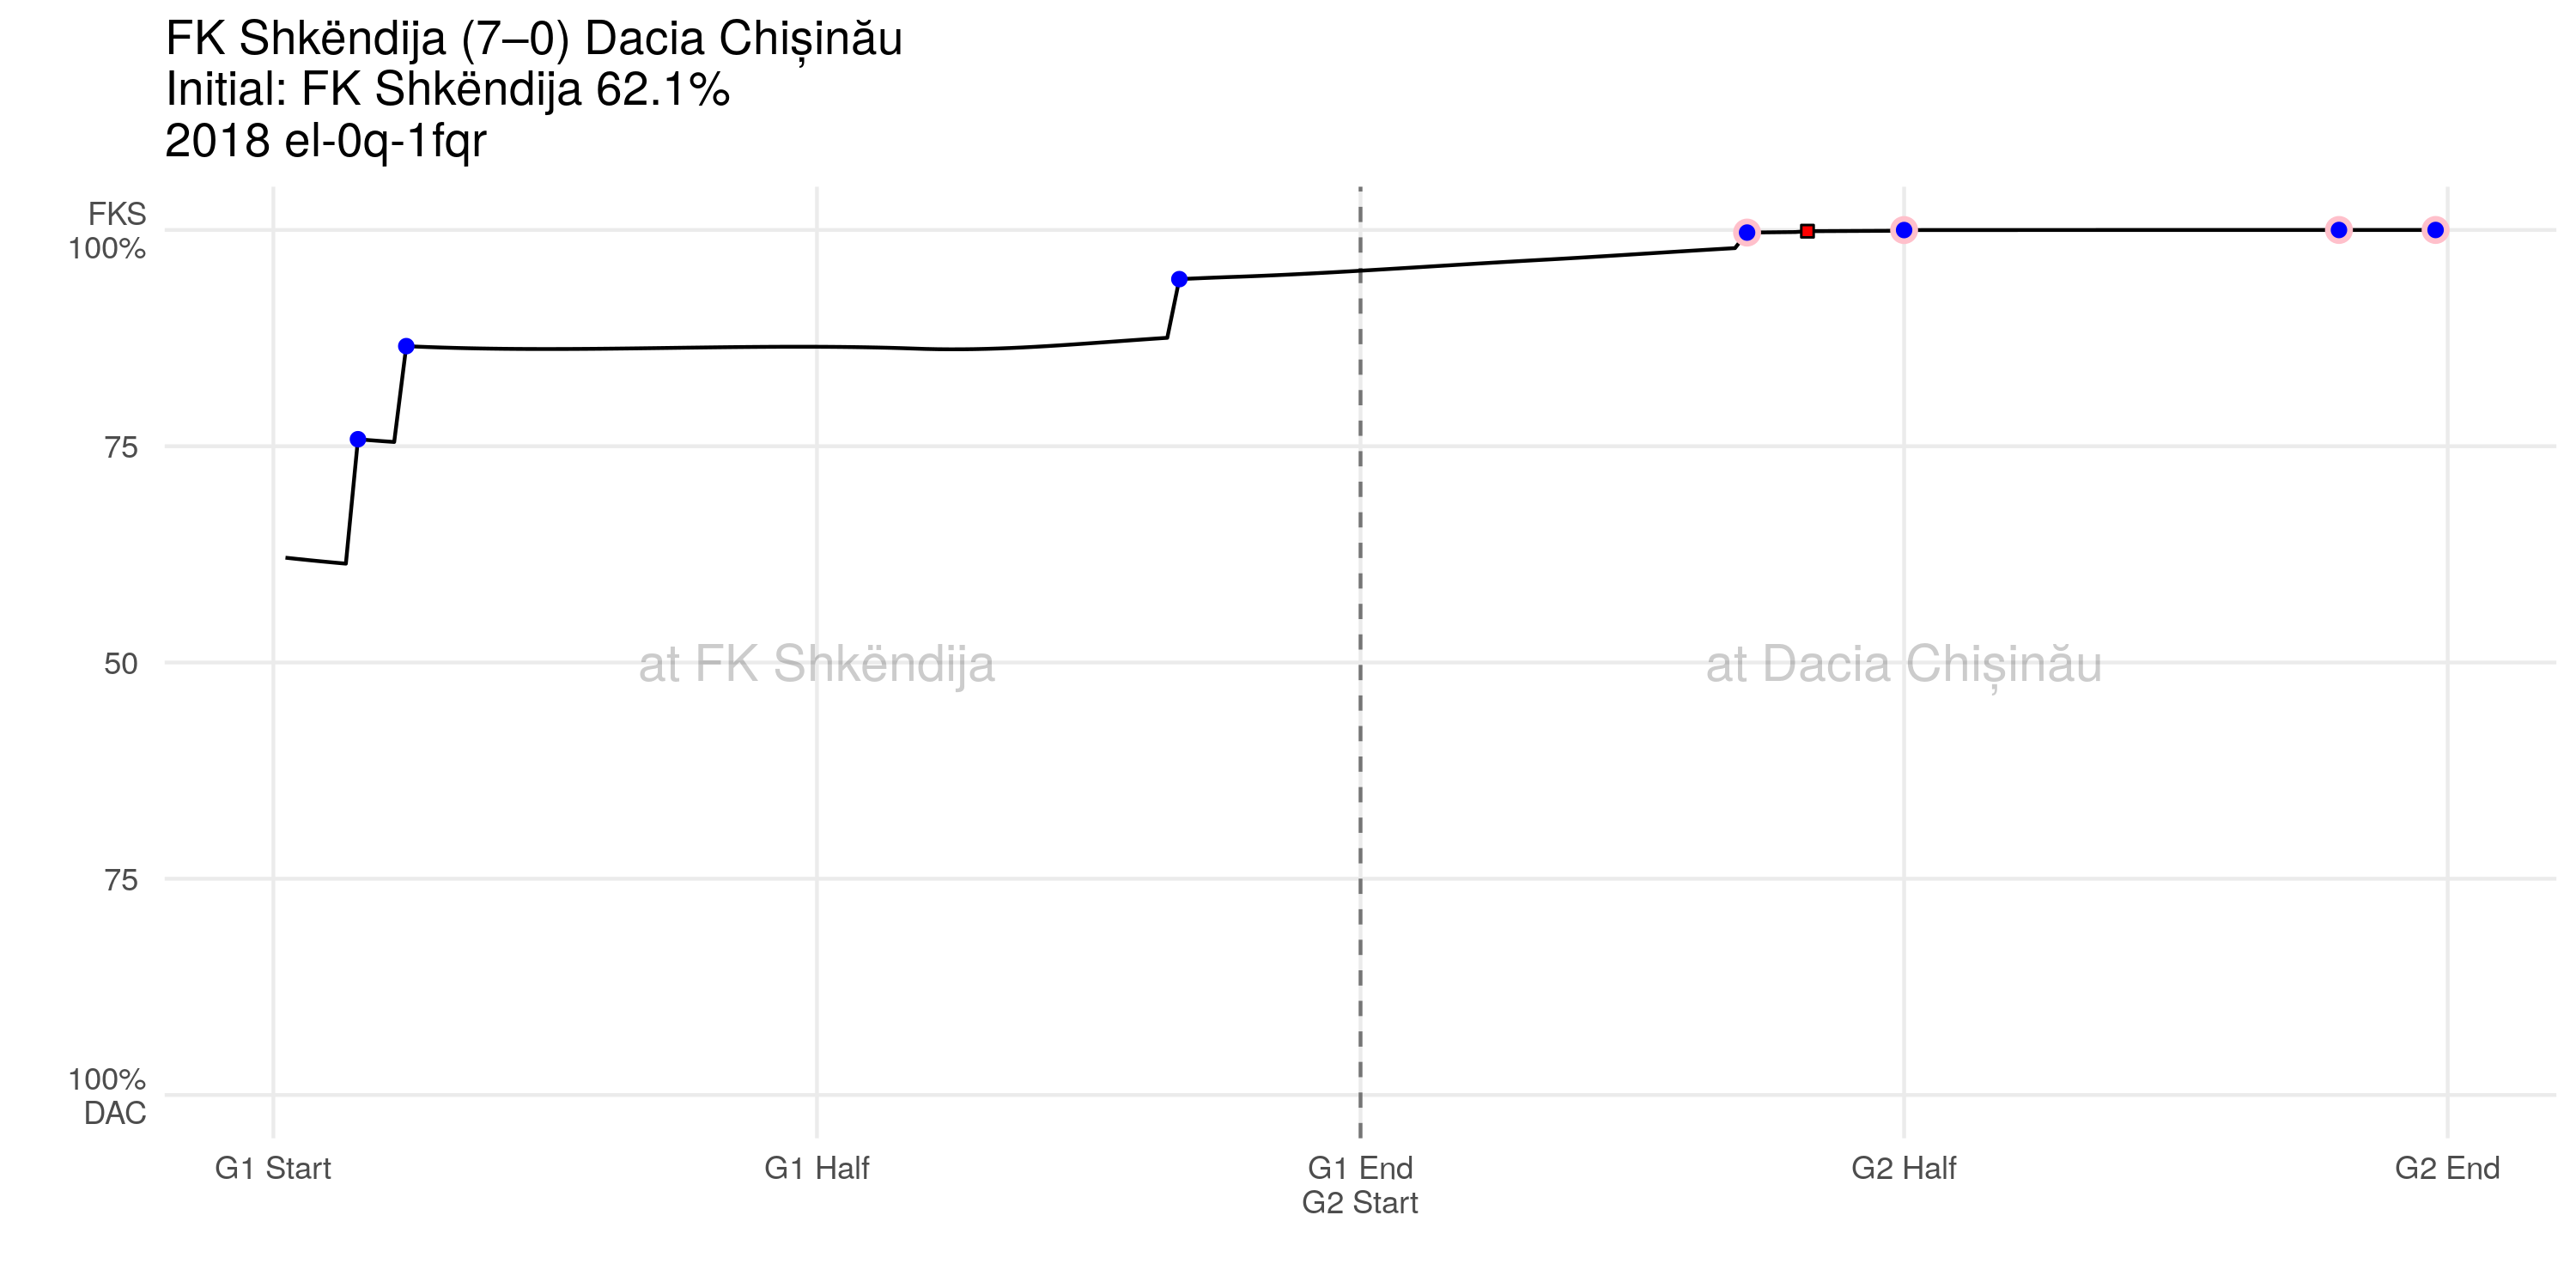 FK Shkëndija (7–0) Dacia Chișinău
Initial: FK Shkëndija 62.1%
2018 el-0q-1fqr
FKS
100%
75
50
75
100%
DAC
at FK Shkëndija
at Dacia Chișinău
G1 Start
G1 Half
G1 End
G2 Start
G2 Half
G2 End